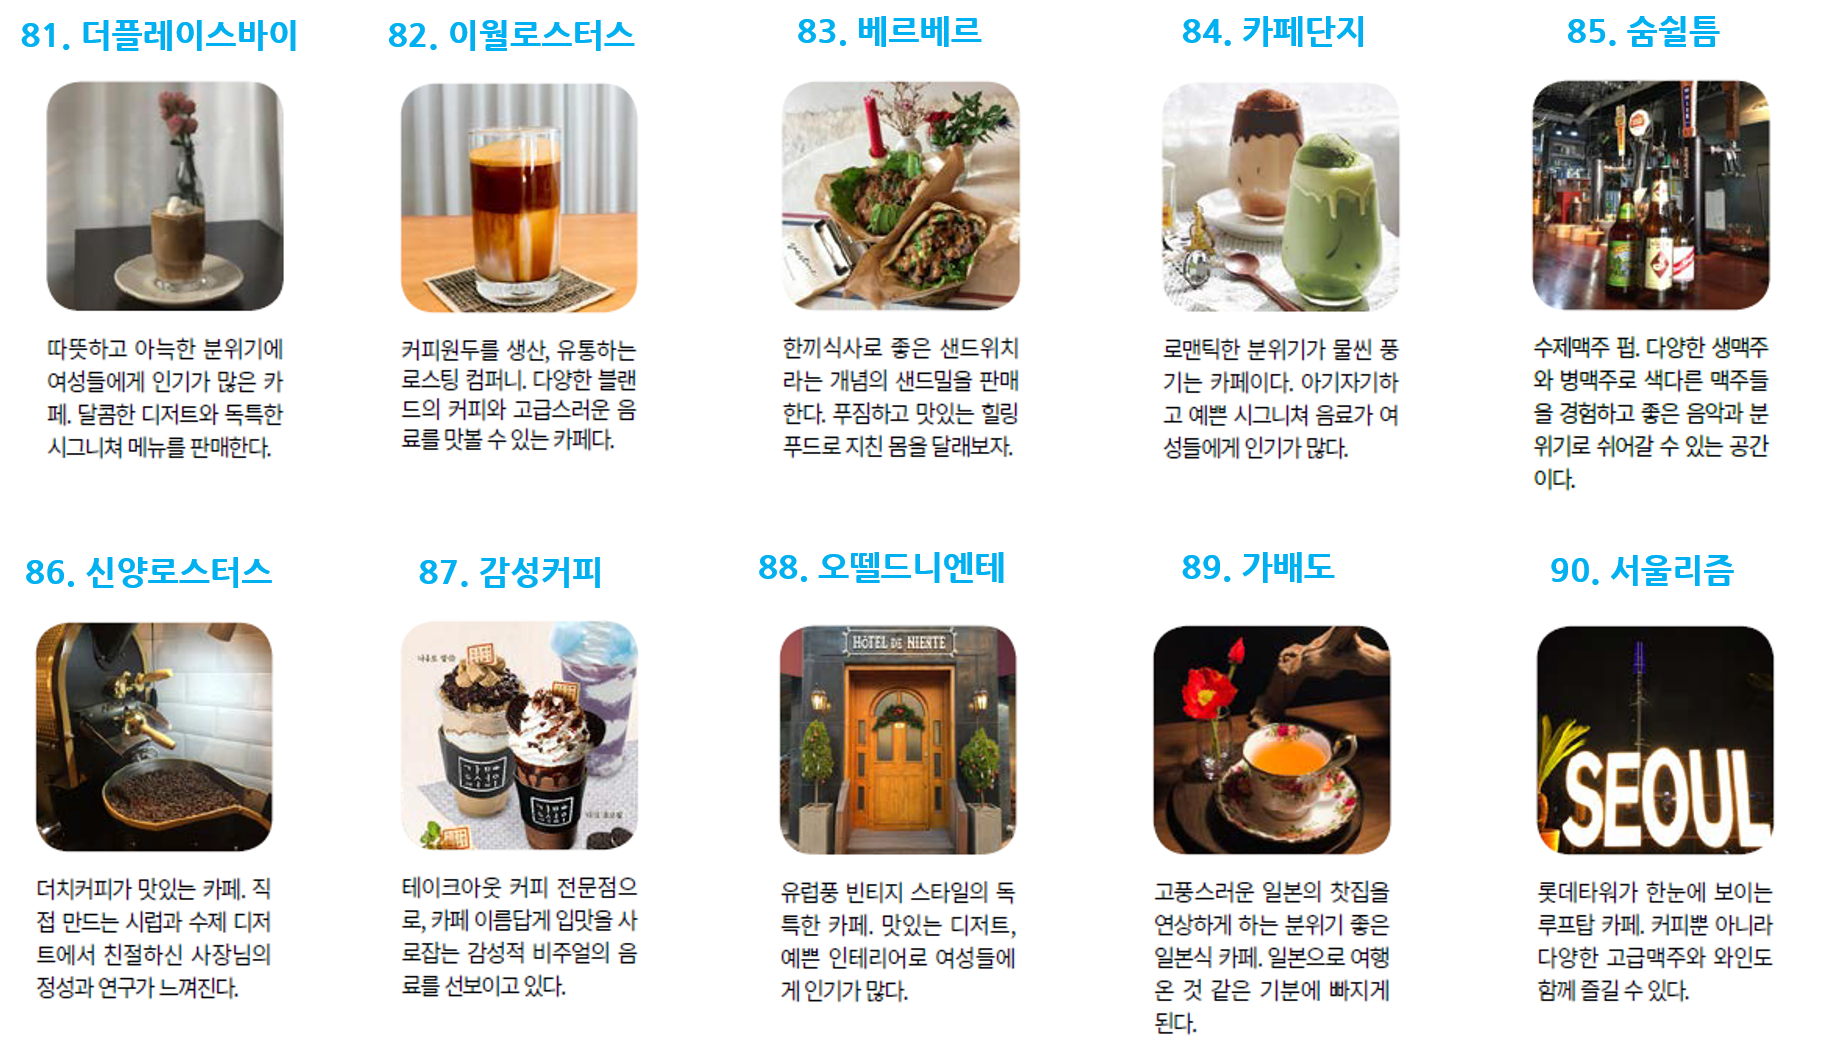 81. 더플레이스바이
따뜻하고 아늑한 분위기에
여성들에게 인기가 많은 카
페. 달콤한 디저트와 독특한
시그니쳐 메뉴를 판매한다.
82. 이월로스터스
커피원두를 생산, 유통하는
로스팅 컴퍼니. 다양한 블랜
드의 커피와 고급스러운 음
료를 맛볼 수 있는 카페다.
83. 베르베르
한끼식사로 좋은 샌드위치
라는 개념의 샌드밀을 판매
한다. 푸짐하고 맛있는 힐링
푸드로 지친 몸을 달래보자.
84. 카페단지
로맨틱한 분위기가 물씬 풍
기는 카페이다. 아기자기하
고 예쁜 시그니쳐 음료가 여
성들에게 인기가 많다.
85. 숨쉴틈
수제맥주 펍. 다양한 생맥주
와 병맥주로 색다른 맥주들
을 경험하고 좋은 음악과 분
위기로 쉬어갈 수 있는 공간
이다.
86. 신양로스터스
더치커피가 맛있는 카페. 직
접 만드는 시럽과 수제 디저
트에서 친절하신 사장님의
정성과 연구가 느껴진다.
87. 감성커피
감성커피
감성커피
테이크아웃 커피 전문점으
로, 카페 이름답게 입맛을 사
로잡는 감성적 비주얼의 음
료를 선보이고 있다.
88. 오뗄드니엔테
HÔTEL DE NIENTE
유럽풍 빈티지 스타일의 독
특한 카페. 맛있는 디저트,
예쁜 인테리어로 여성들에
게 인기가 많다.
89. 가배도
고풍스러운 일본의 찻집을
연상하게 하는 분위기 좋은
일본식 카페. 일본으로 여행
온 것 같은 기분에 빠지게
된다.
90. 서울리즘
SEOUL
롯데타워가 한눈에 보이는
루프탑 카페. 커피뿐 아니라
다양한 고급맥주와 와인도
함께 즐길 수 있다.